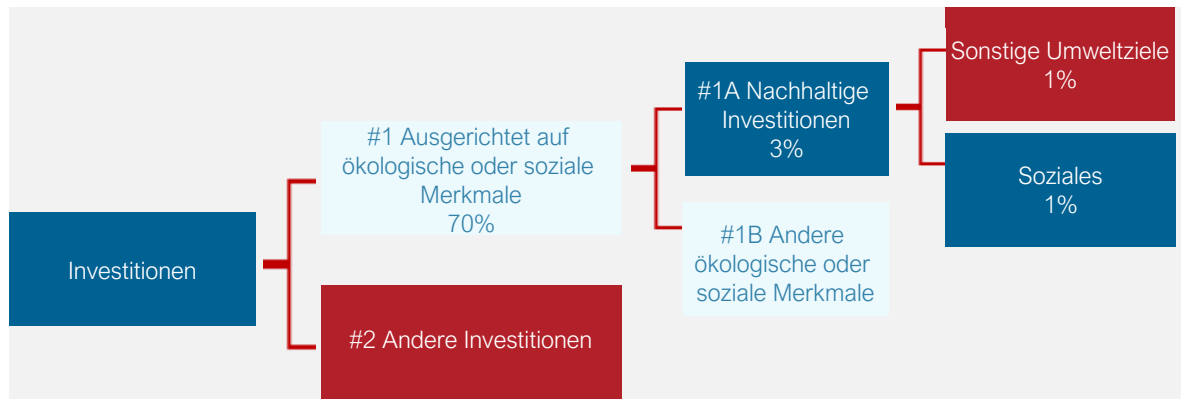 Investitionen
#1 Ausgerichtet auf
ökologische oder soziale
Merkmale
70%
#2 Andere Investitionen
#1A Nachhaltige
Investitionen
3%
#1B Andere
ökologische oder
soziale Merkmale
Sonstige Umweltziele
1%
Soziales
1%